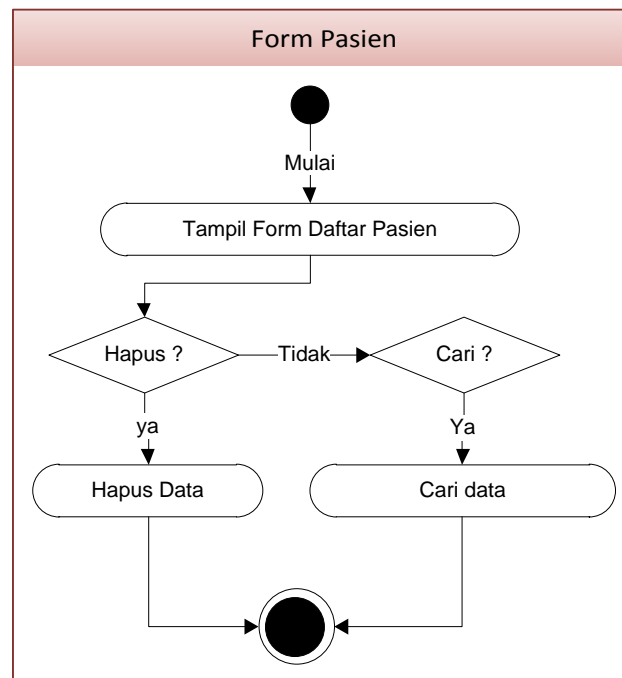 Form Pasien
Mulai
Tampil Form Daftar Pasien
Hapus ?
Tidak
Cari ?
ya
Ya
Hapus Data
Cari data